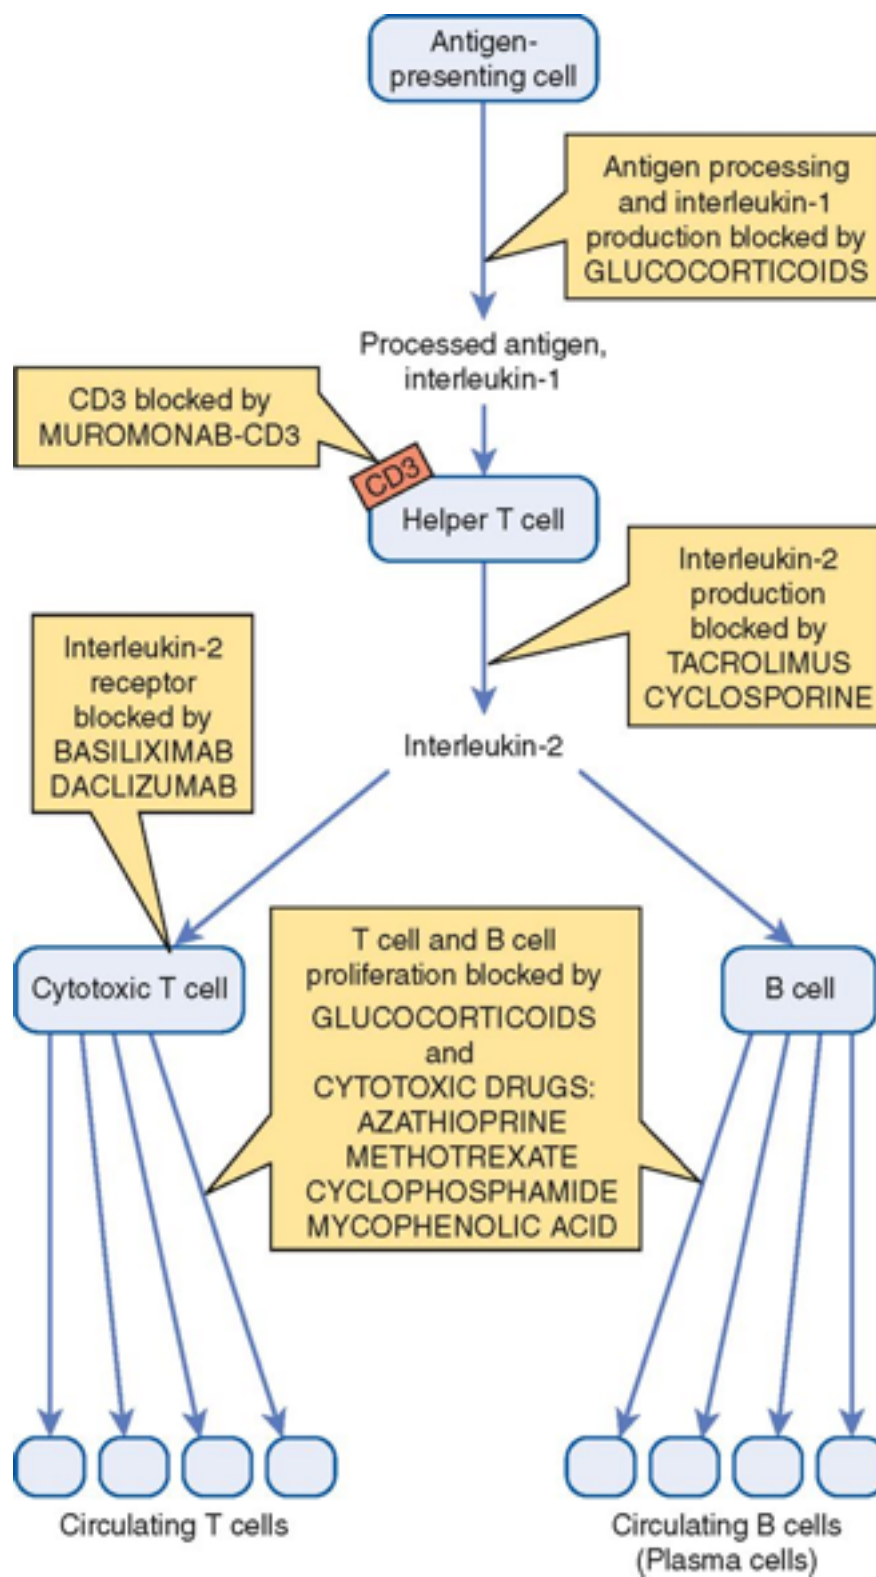 Antigen-
presenting cell
Antigen processing
and interleukin-1
production blocked by
GLUCOCORTICOIDS
Processed antigen,
interleukin-1
CD3 blocked by
MUROMONAB-CD3
CD3
Helper T cell
Interleukin-2
production
blocked by
TACROLIMUS
CYCLOSPORINE
Interleukin-2
receptor
blocked by
BASILIXIMAB
DACLIZUMAB
Interleukin-2
Cytotoxic T cell
T cell and B cell
proliferation blocked by
GLUCOCORTICOIDS
and
CYTOTOXIC DRUGS:
AZATHIOPRINE
METHOTREXATE
CYCLOPHOSPHAMIDE
MYCOPHENOLIC ACID
B cell
Circulating T cells
Circulating B cells
(Plasma cells)